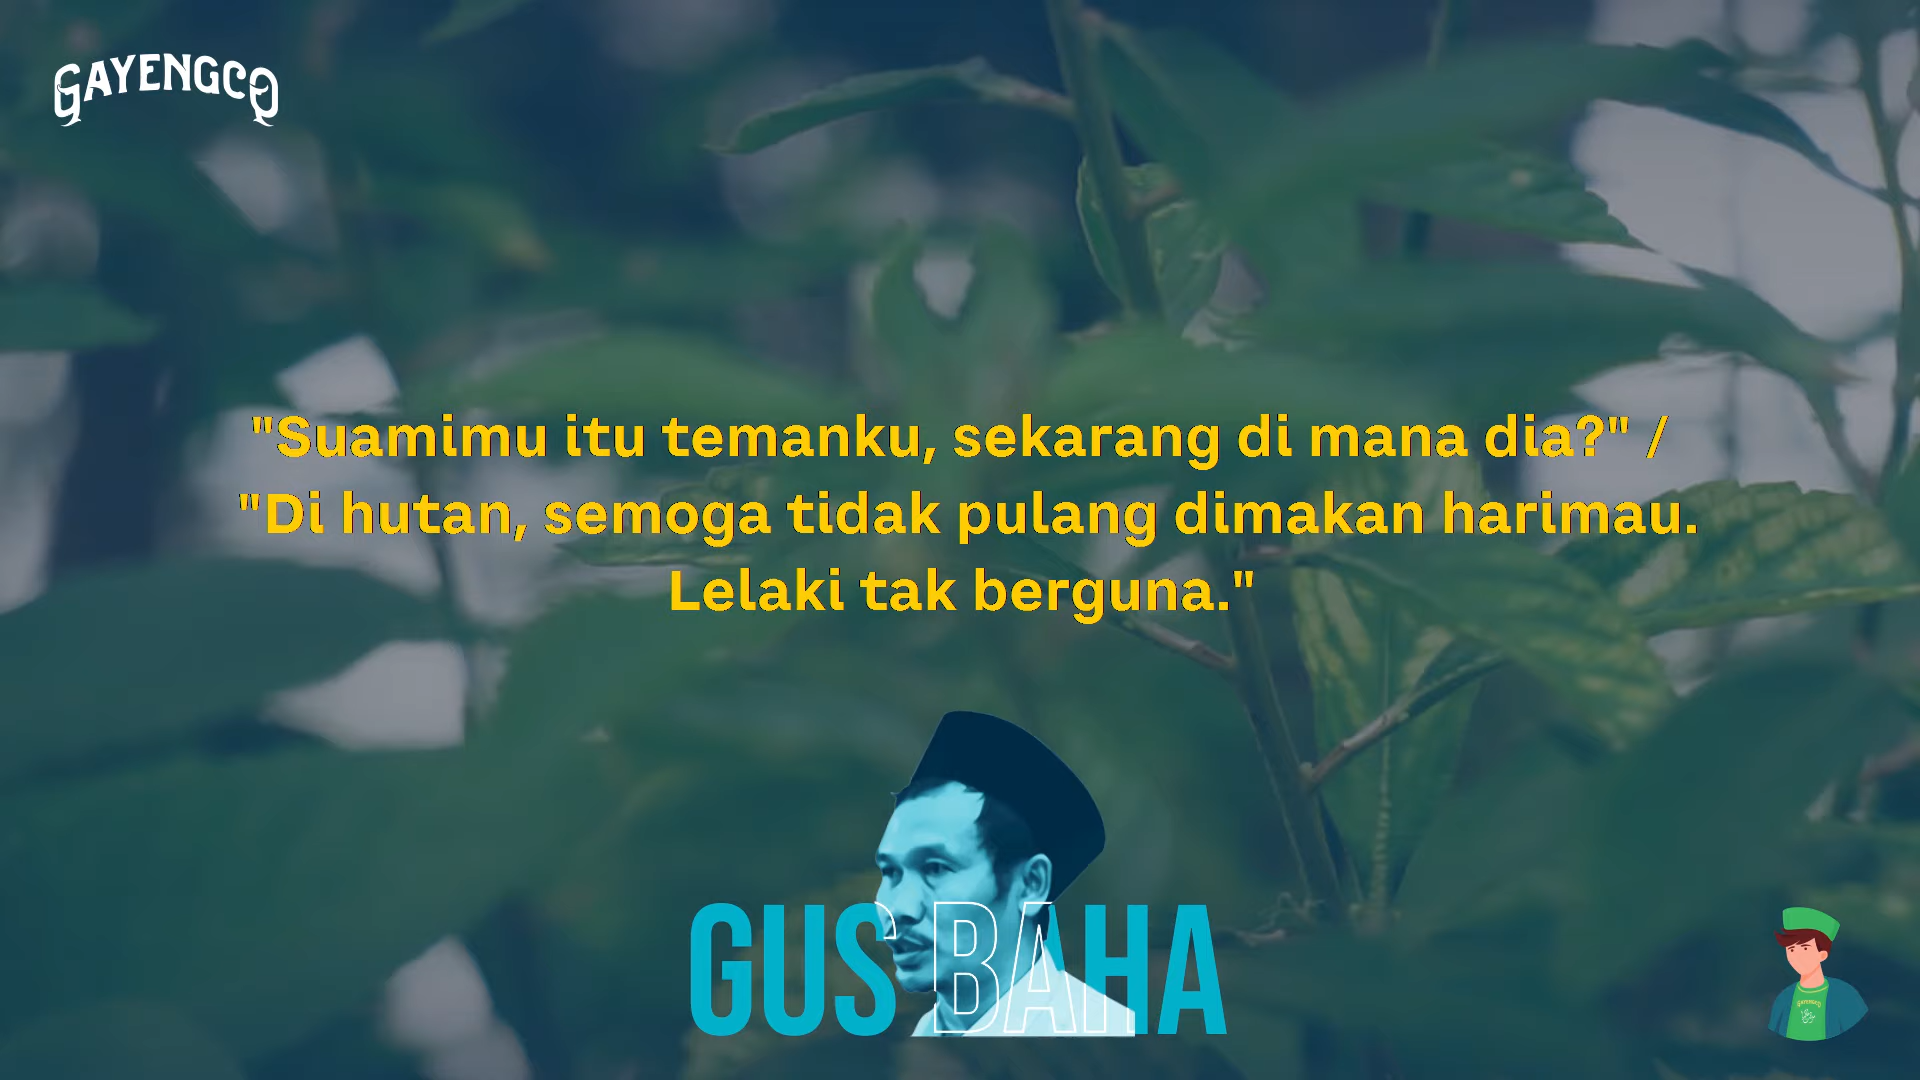 GAYENGCO
"Suamimu itu temanku, sekarang di mana dia?" /
"Di hutan, semoga tidak pulang dimakan harimau.
Lelaki tak berguna."
GUS BAHA